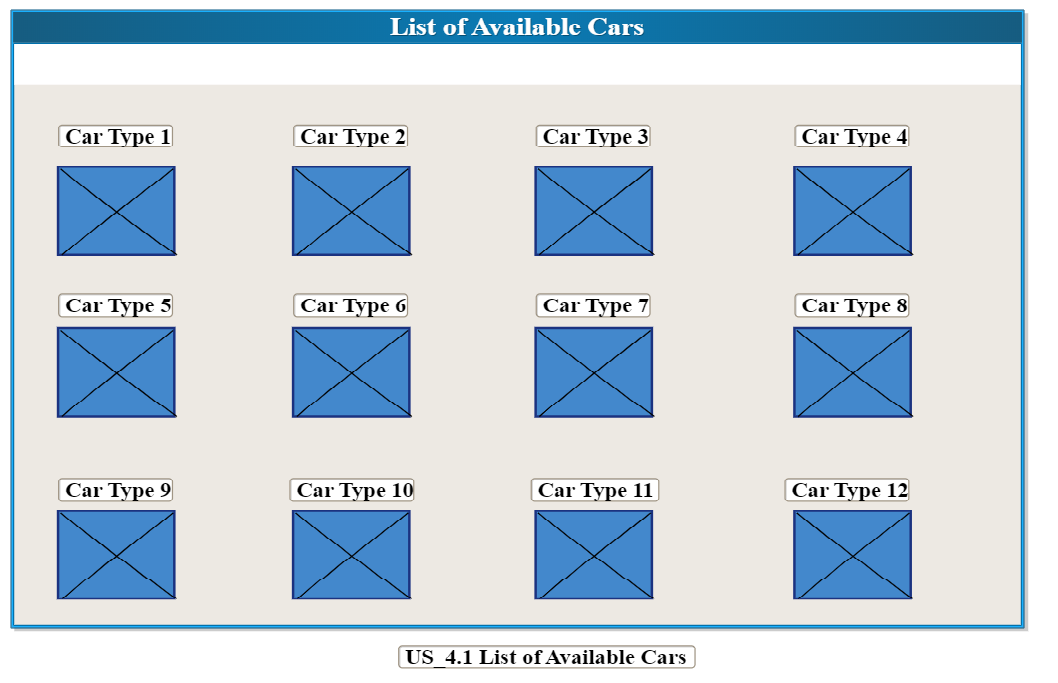 List of Available Cars
Car Type 1
Car Type 2
Car Type 3
Car Type 4
Car Type 5
Car Type 6
Car Type 7
Car Type 8
Car Type 9
Car Type 10
Car Type 11
Car Type 12
US_4.1 List of Available Cars